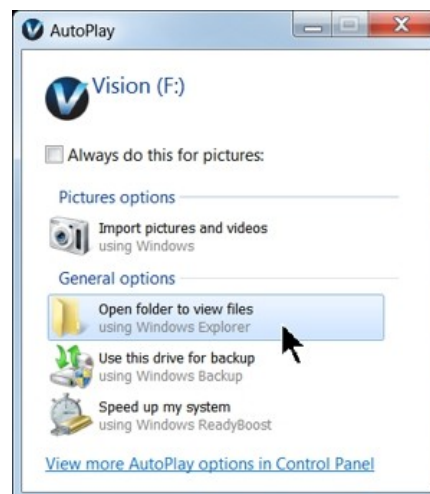 AutoPlay
Vision (F:)
Always do this for pictures:
Pictures options
Import pictures and videos
using Windows
General options
Open folder to view files
using Windows Explorer
Use this drive for backup
using Windows Backup
Speed up my system
using Windows ReadyBoost
View more AutoPlay options in Control Panel